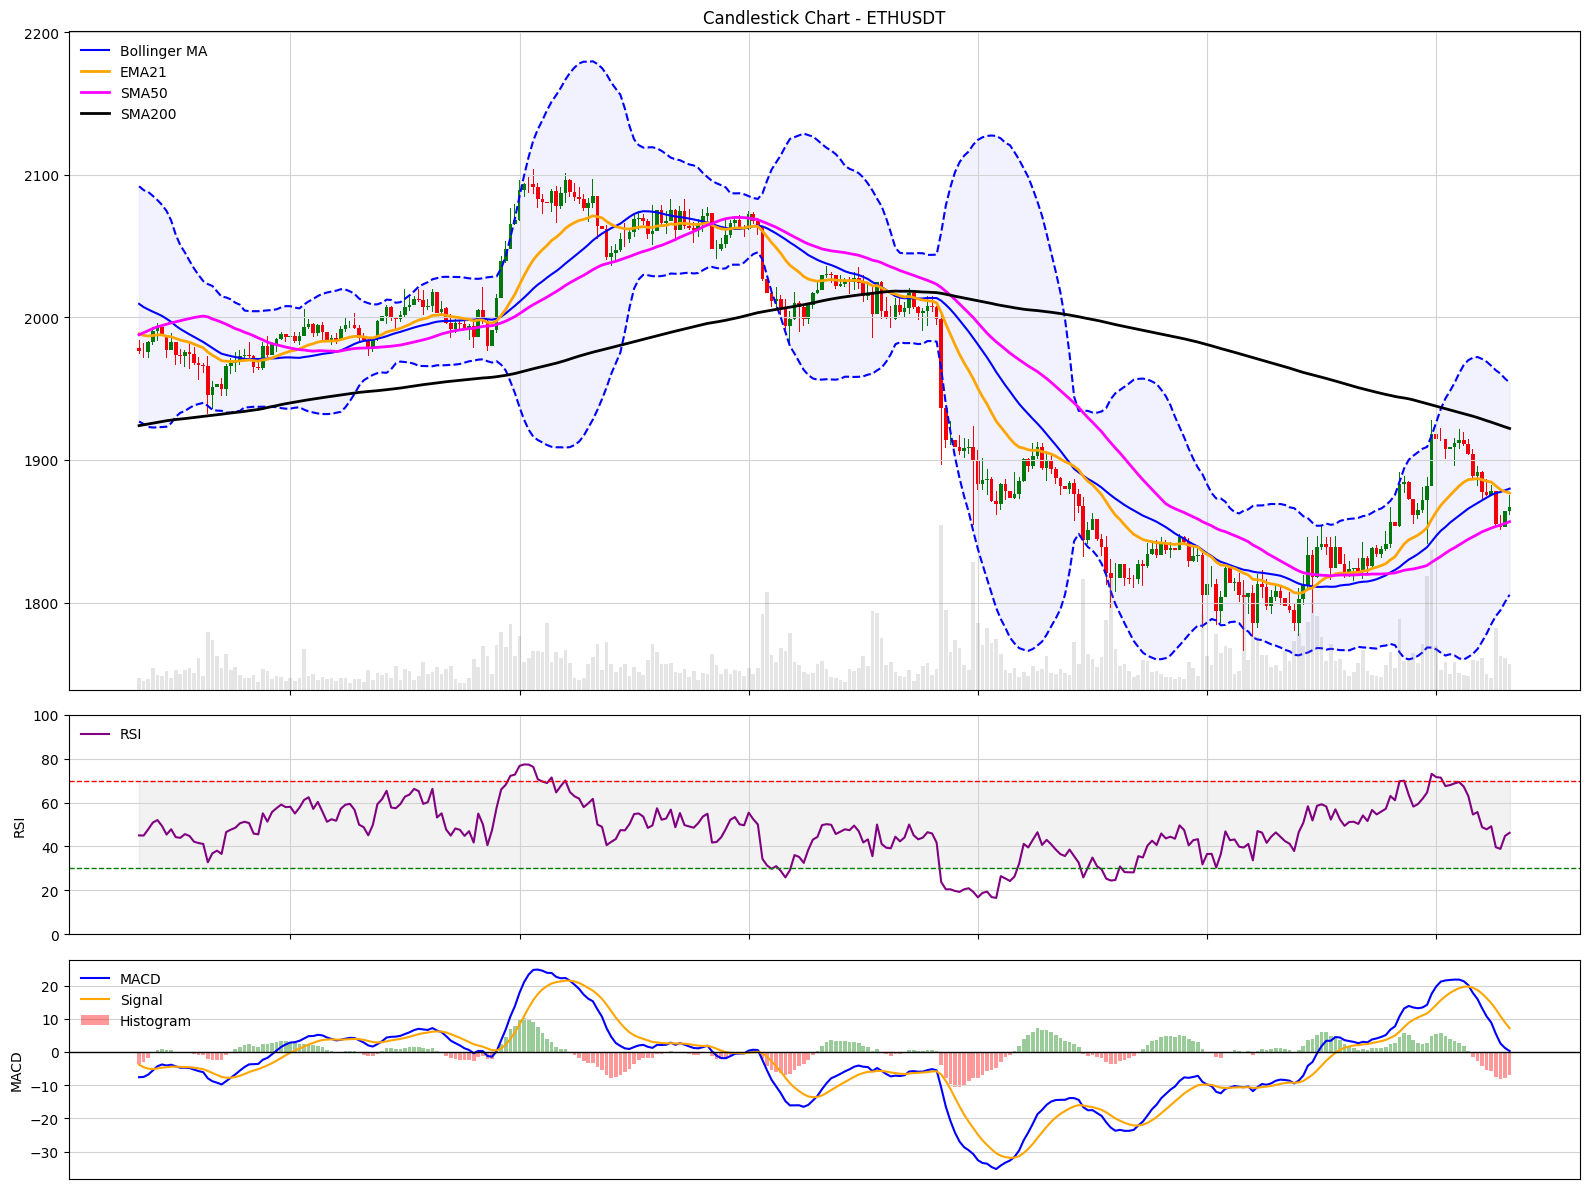 Candlestick Chart - ETHUSDT
2200
2100
2000
1900
1800
Bollinger MA
EMA21
SMA50
SMA200
RSI
100
80
60
40
20
0
RSI
MACD
20
10
0
−10
−20
−30
MACD
Signal
Histogram